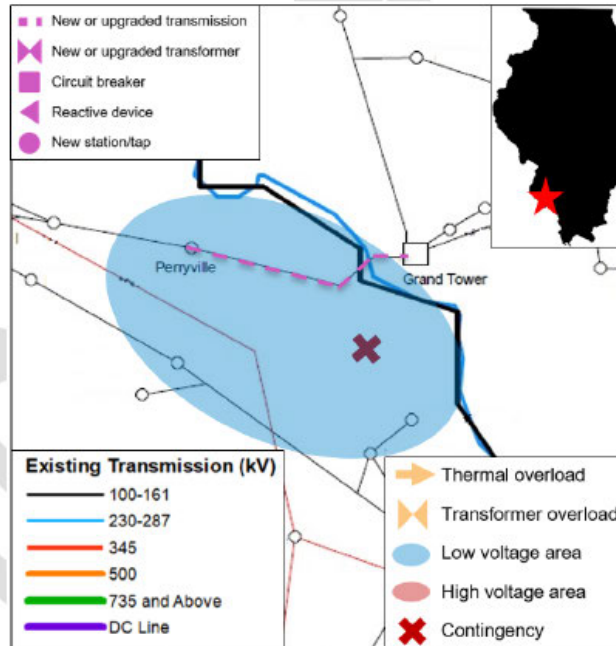 New or upgraded transmission
New or upgraded transformer
Circuit breaker
Reactive device
New station/tap
Perryville
Grand Tower
Existing Transmission (kV)
100-161
230-287
345
500
735 and Above
DC Line
Thermal overload
Transformer overload
Low voltage area
High voltage area
Contingency